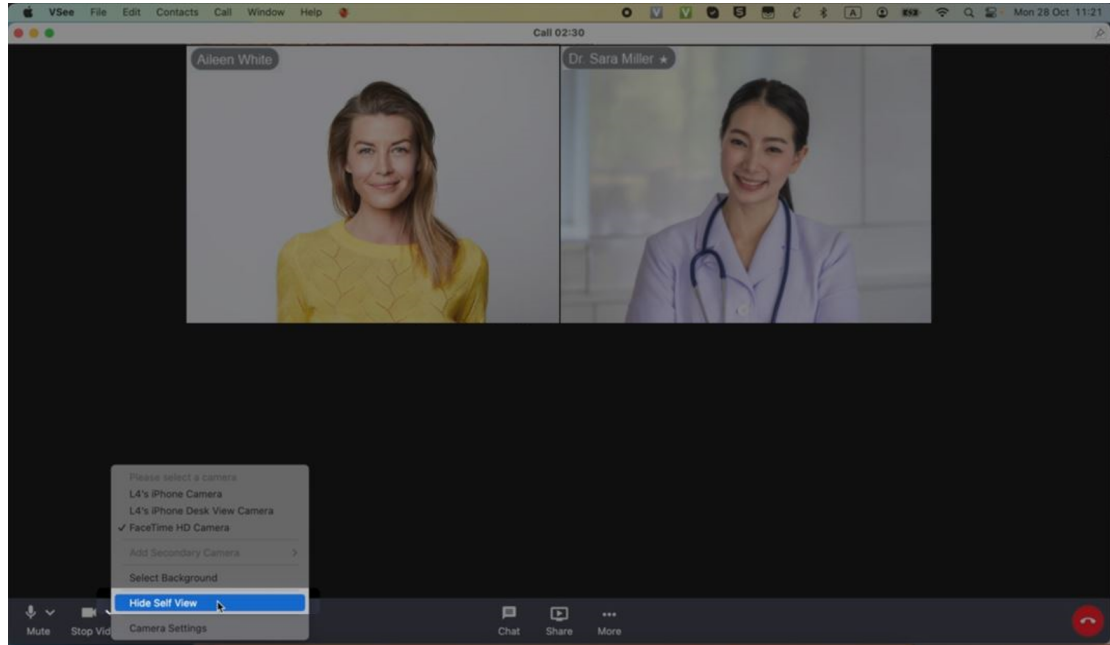 VSee File Edit Contacts Call Window Help Mon 28 Oct 11:21
Call 02:30
Aileen White
Dr. Sara Miller ★
Please select a camera
L4's iPhone Camera
L4's iPhone Desk View Camera
✓ FaceTime HD Camera
Add Secondary Camera >
Select Background
Hide Self View
Camera Settings
Mute Stop Vid Chat Share More